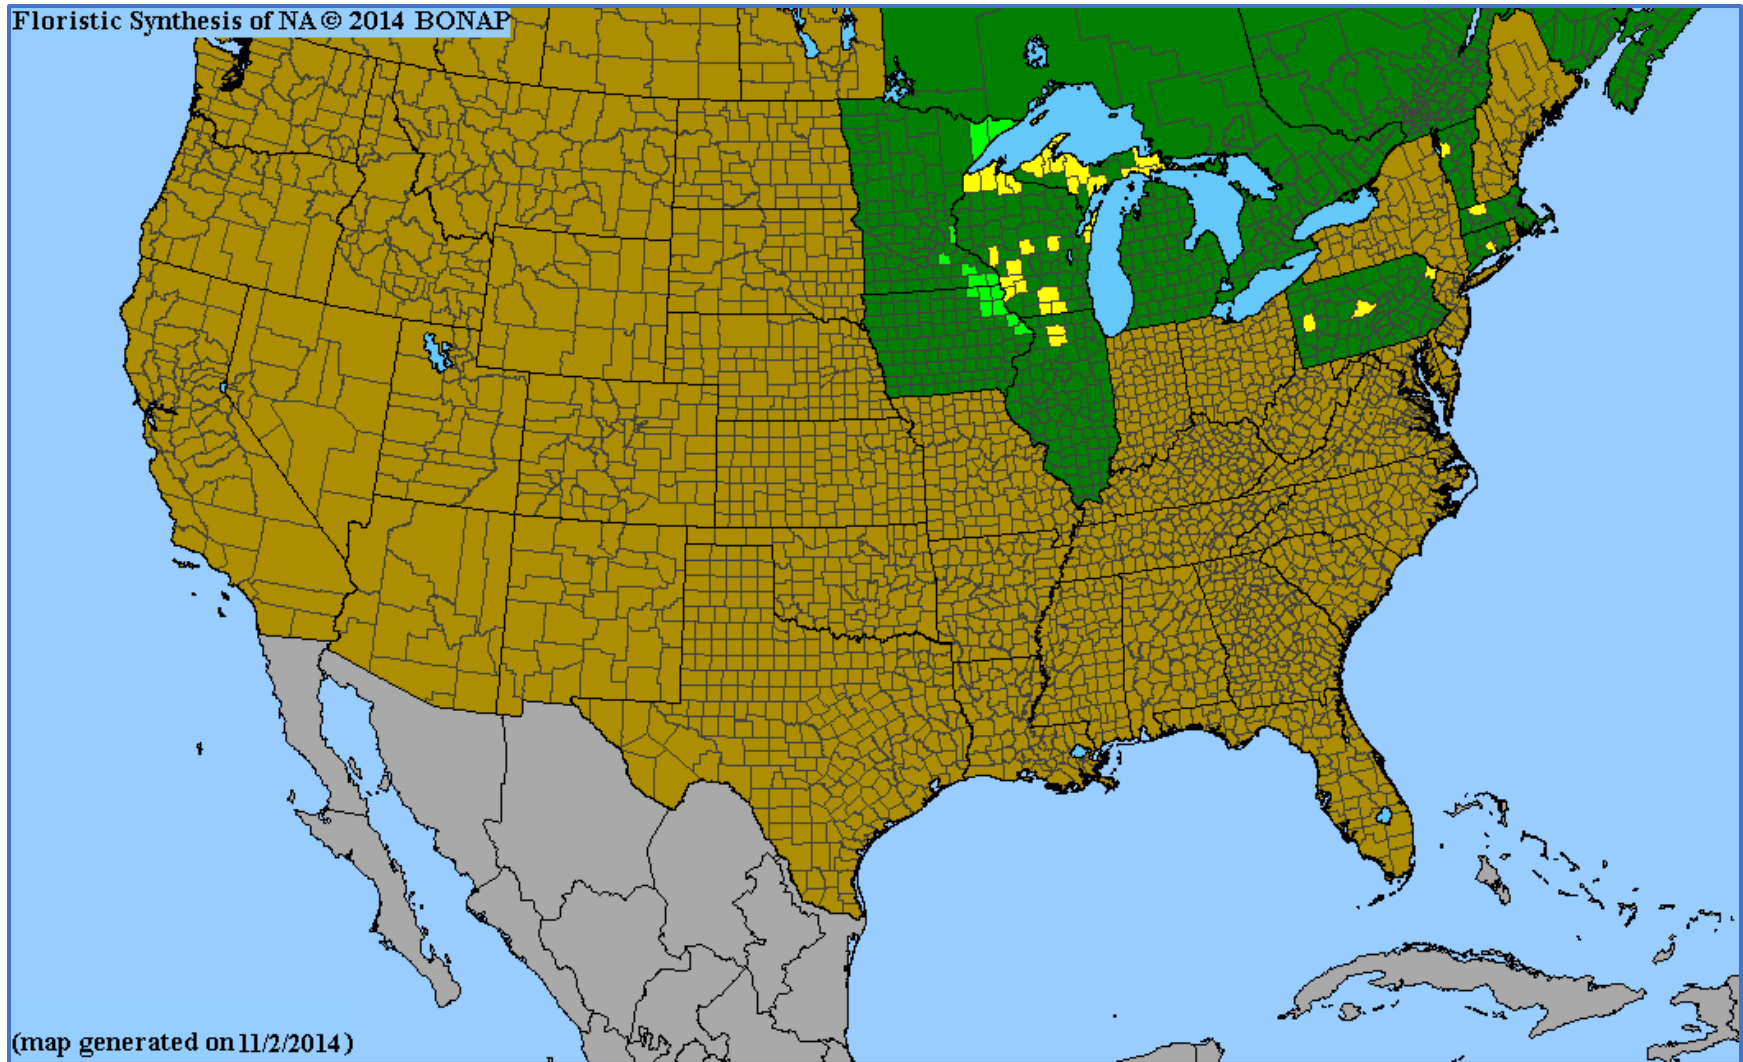 Floristic Synthesis of NA © 2014 BONAP
(map generated on 11/2/2014)